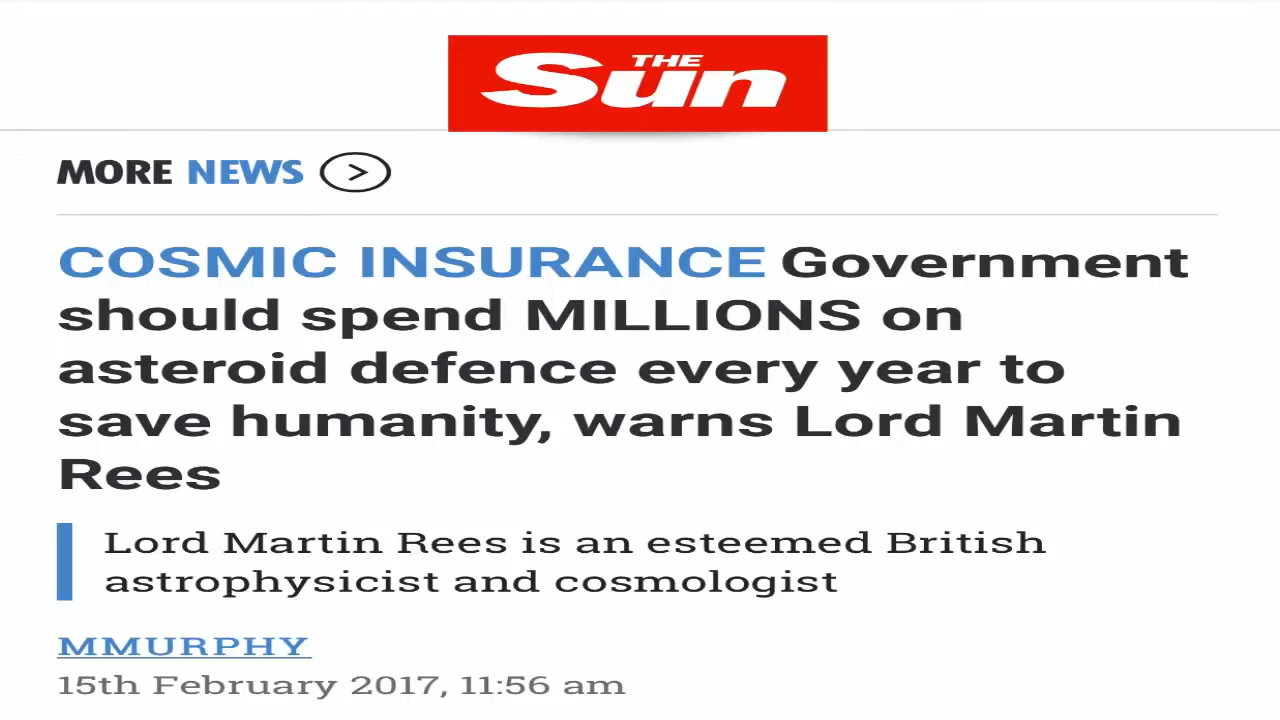 THE
Sun
MORE NEWS >
COSMIC INSURANCE Government
should spend MILLIONS on
asteroid defence every year to
save humanity, warns Lord Martin
Rees
Lord Martin Rees is an esteemed British
astrophysicist and cosmologist
MMURPHY
15th February 2017, 11:56 am